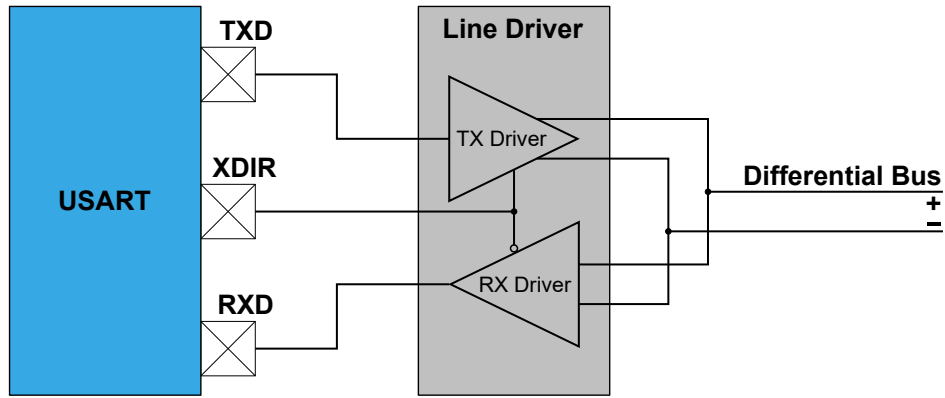 TXD
Line Driver
TX Driver
XDIR
USART
Differential Bus
+
−
RX Driver
RXD